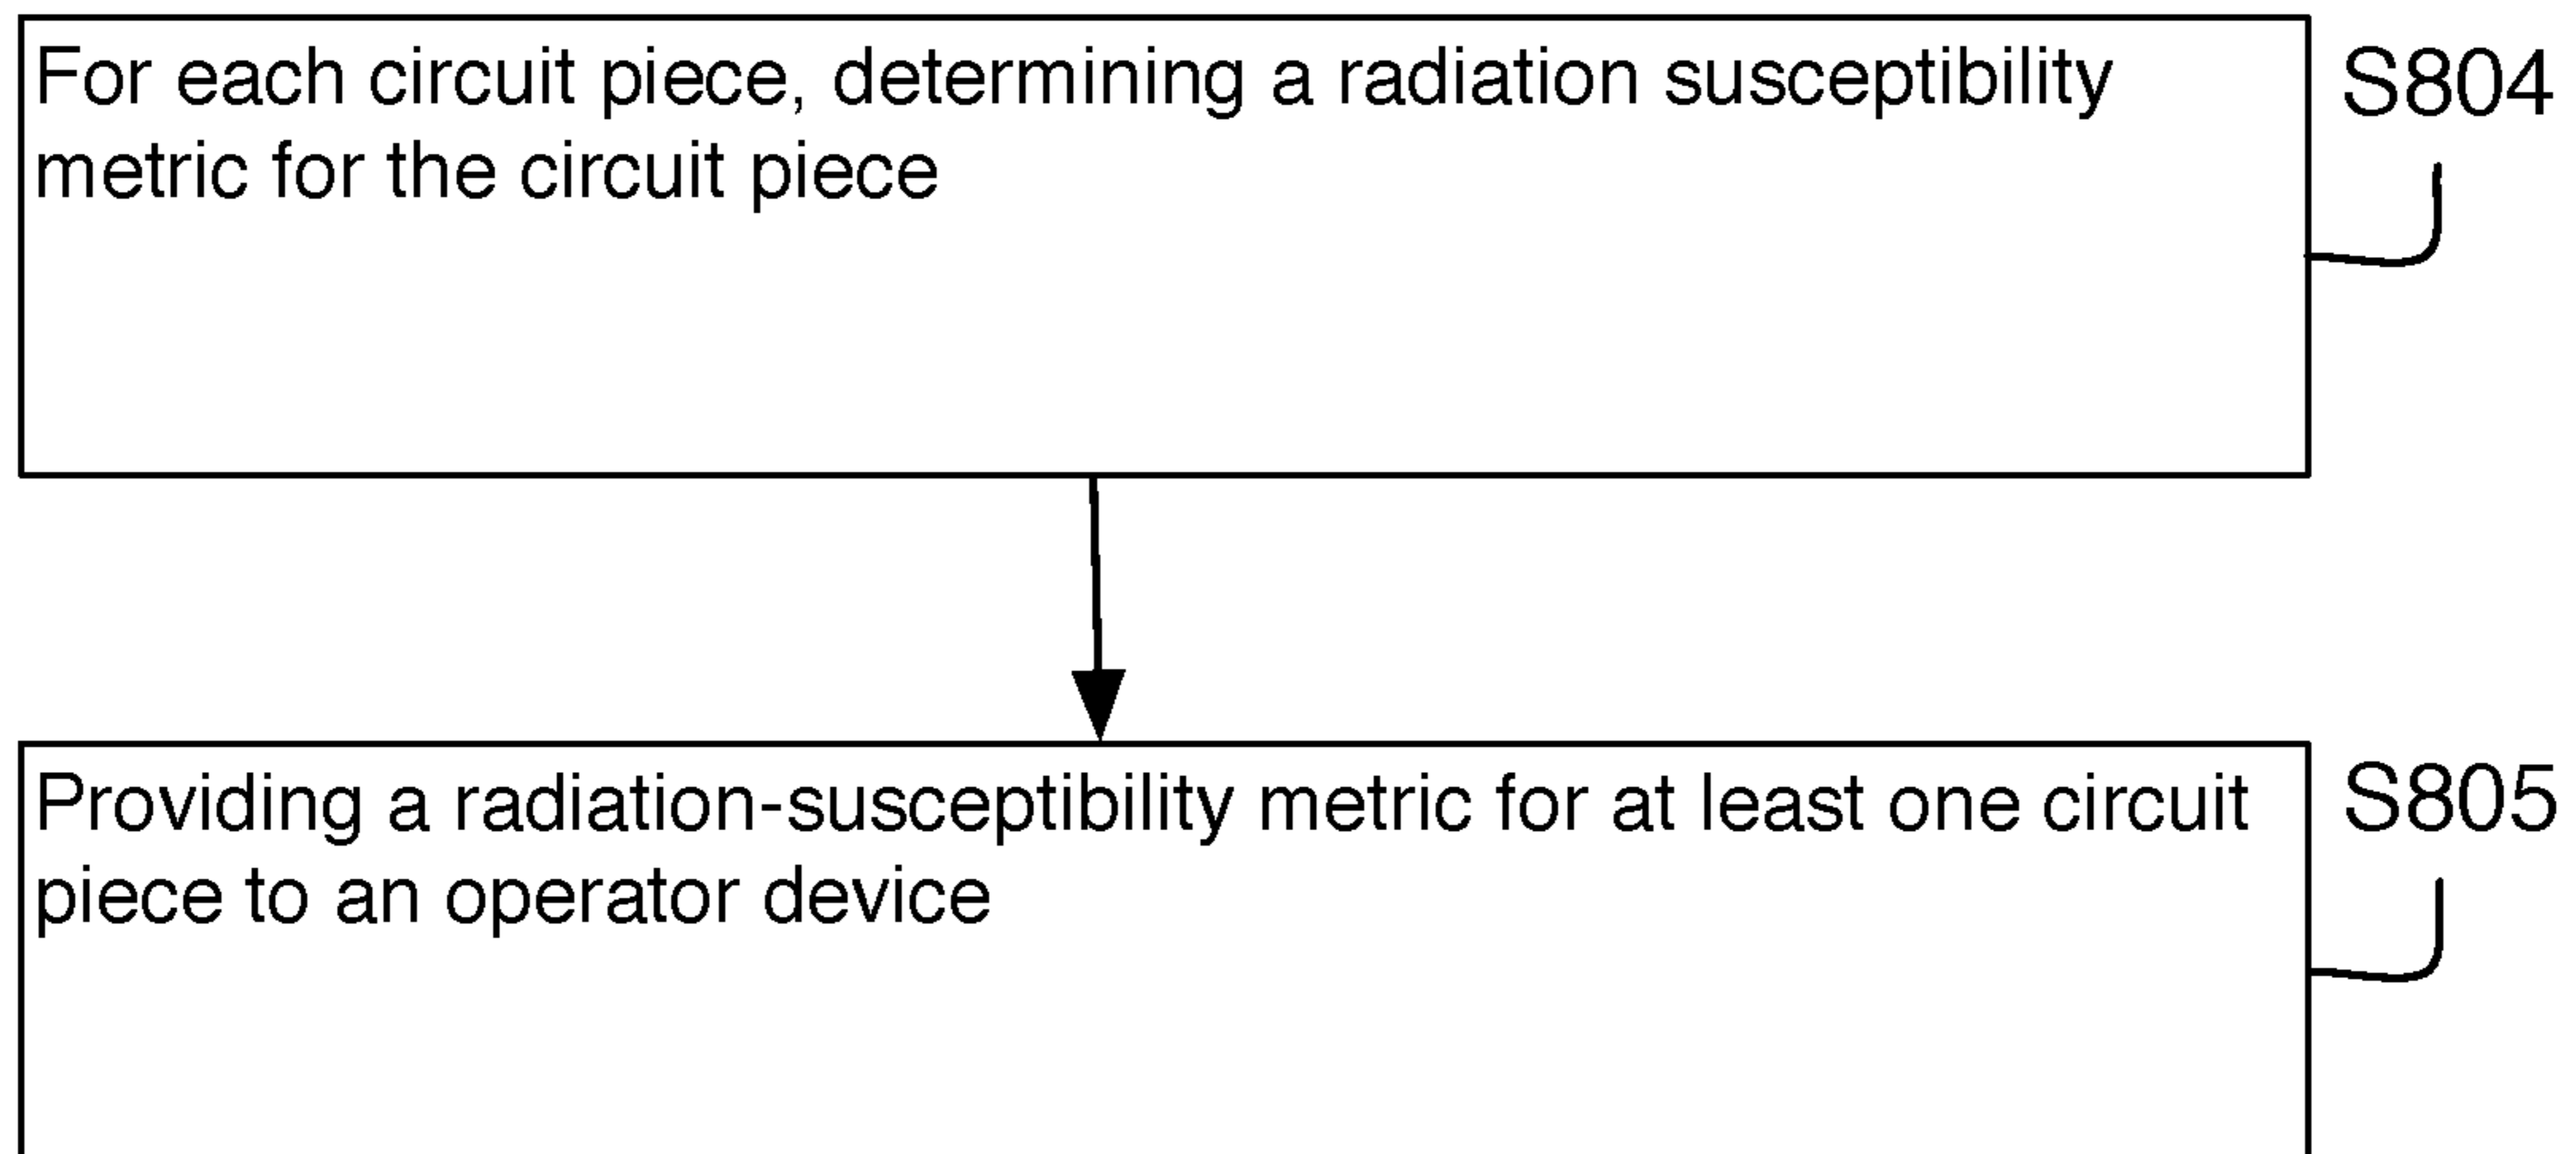 For each circuit piece, determining a radiation susceptibility
metric for the circuit piece
S804
Providing a radiation-susceptibility metric for at least one circuit
piece to an operator device
S805